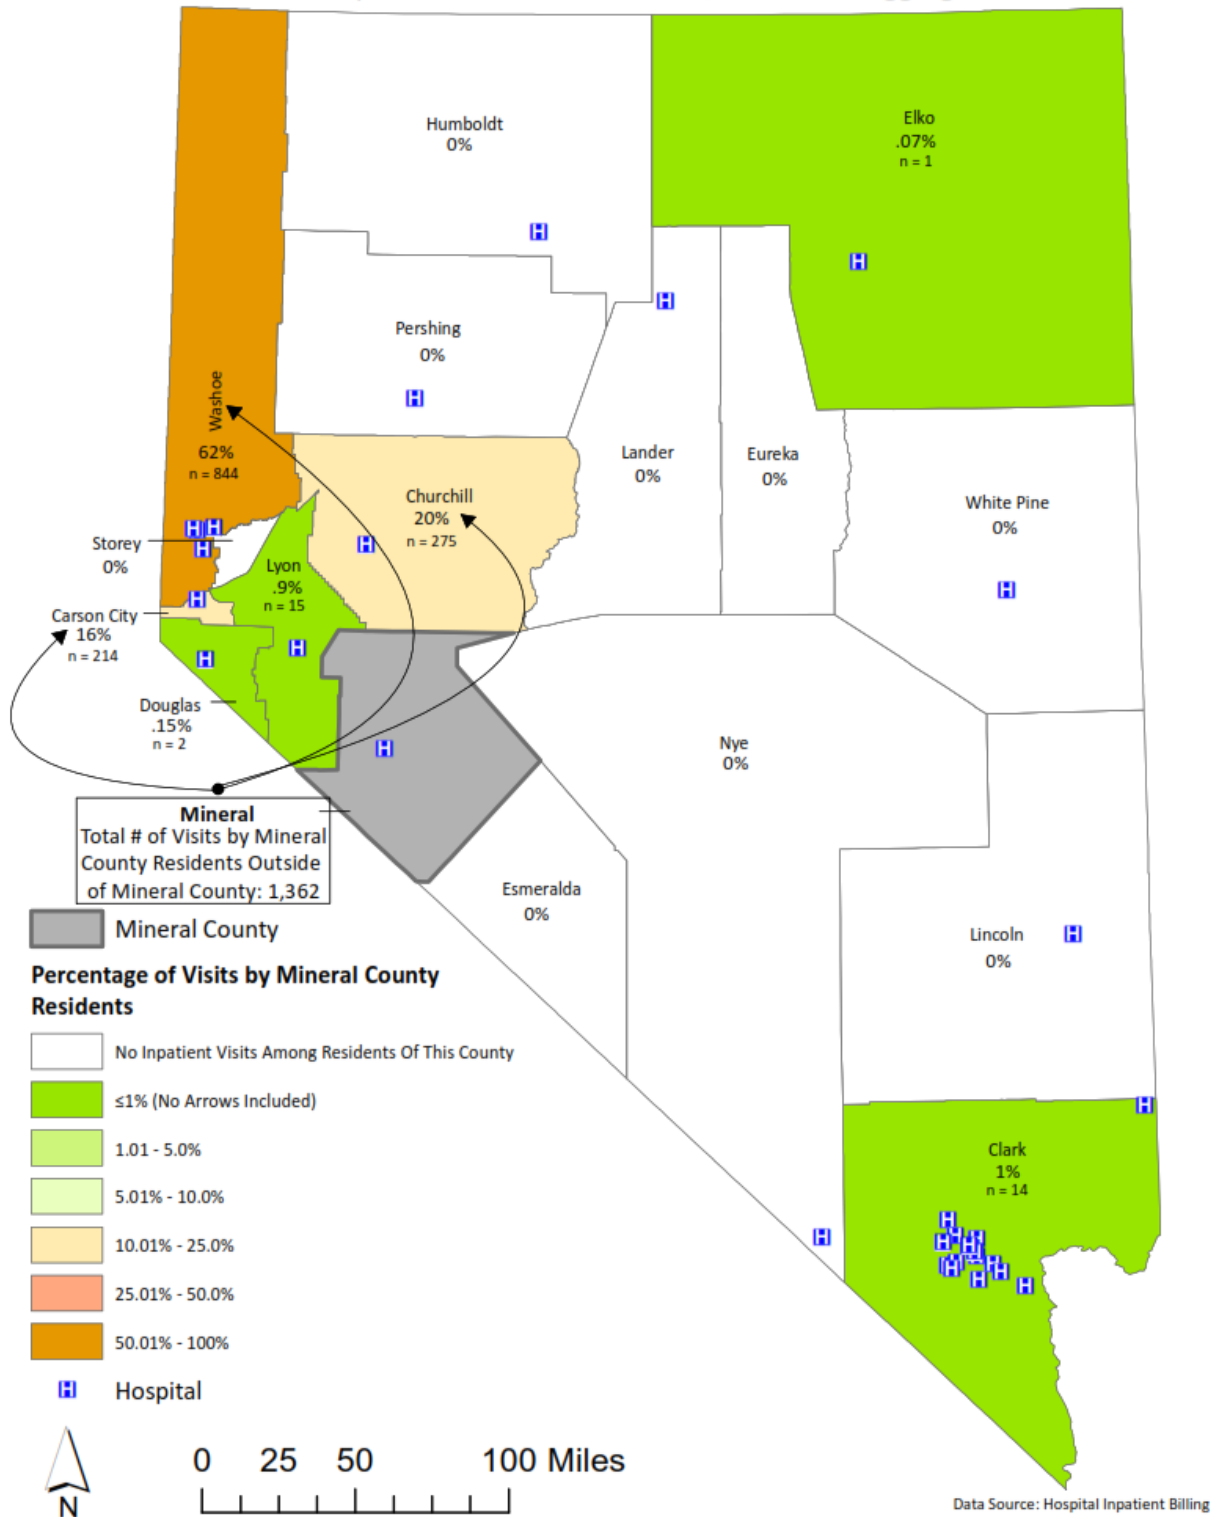 Humboldt
0%
Elko
.07%
n = 1
Pershing
0%
Washoe
62%
n = 844
Lander
0%
Eureka
0%
Churchill
20%
n = 275
White Pine
0%
Storey
0%
Lyon
.9%
n = 15
Carson City
16%
n = 214
Douglas
.15%
n = 2
Nye
0%
Mineral
Total # of Visits by Mineral
County Residents Outside
of Mineral County: 1,362
Esmeralda
0%
Lincoln
0%
Clark
1%
n = 14
Mineral County
Percentage of Visits by Mineral County
Residents
No Inpatient Visits Among Residents Of This County
≤1% (No Arrows Included)
1.01 - 5.0%
5.01% - 10.0%
10.01% - 25.0%
25.01% - 50.0%
50.01% - 100%
H Hospital
N
0 25 50 100 Miles
Data Source: Hospital Inpatient Billing